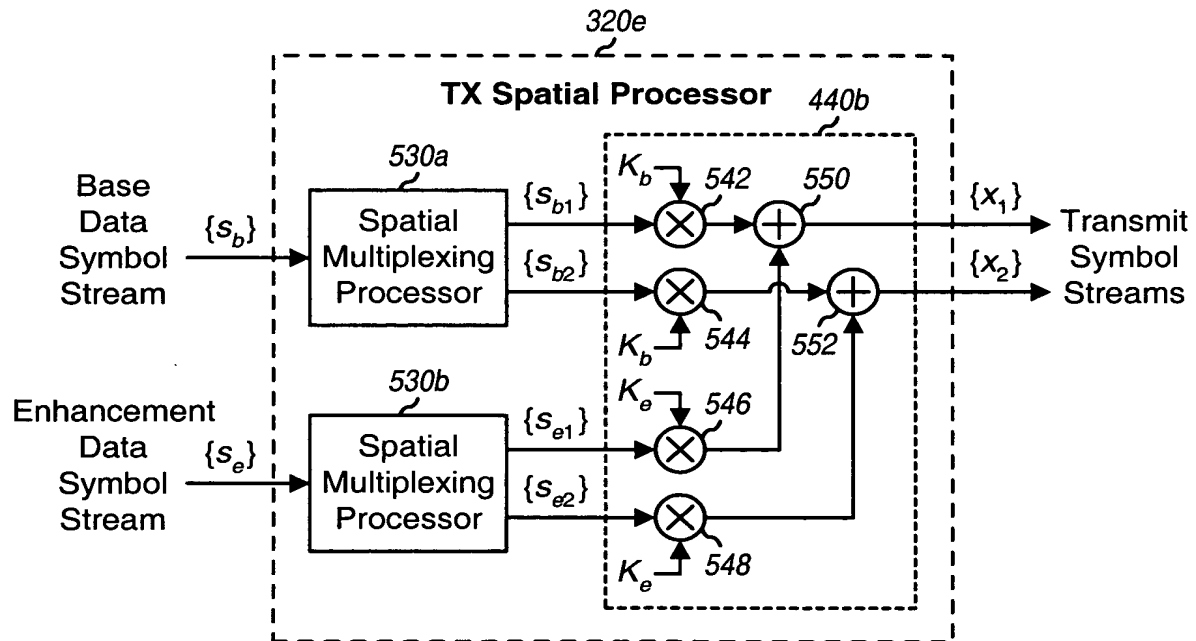 320e
TX Spatial Processor
440b
530a
Base
Data
Symbol
Stream
{s_b}
Spatial
Multiplexing
Processor
{s_b1}
{s_b2}
K_b
542
550
{x_1}
{x_2}
Transmit
Symbol
Streams
K_b
544
552
530b
Enhancement
Data
Symbol
Stream
{s_e}
Spatial
Multiplexing
Processor
{s_e1}
{s_e2}
K_e
546
K_e
548